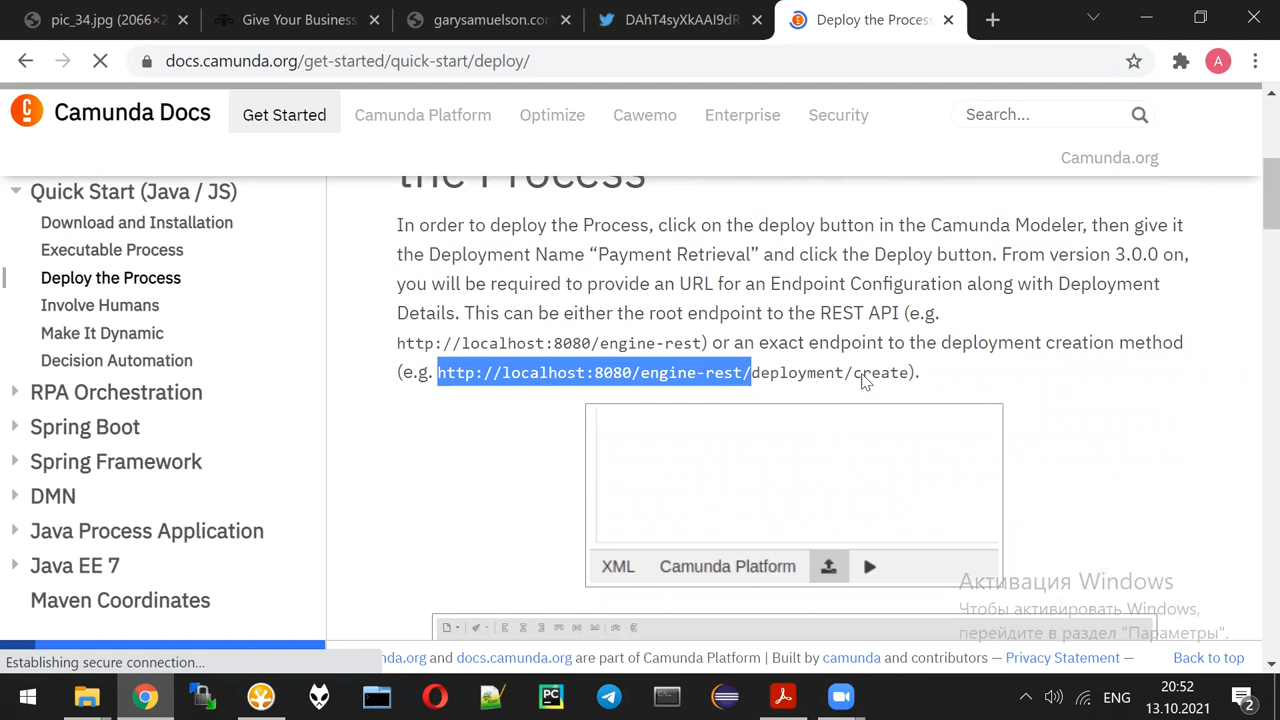 pic_34.jpg (2066×2
Give Your Business
garysamuelson.co
DAhT4syXkAAI9dR
Deploy the Process
docs.camunda.org/get-started/quick-start/deploy/
A
Camunda Docs
Get Started
Camunda Platform
Optimize
Cawemo
Enterprise
Security
Search...
Camunda.org
Quick Start (Java / JS)
Download and Installation
Executable Process
Deploy the Process
Involve Humans
Make It Dynamic
Decision Automation
RPA Orchestration
Spring Boot
Spring Framework
DMN
Java Process Application
Java EE 7
Maven Coordinates
the Process
In order to deploy the Process, click on the deploy button in the Camunda Modeler, then give it
the Deployment Name “Payment Retrieval” and click the Deploy button. From version 3.0.0 on,
you will be required to provide an URL for an Endpoint Configuration along with Deployment
Details. This can be either the root endpoint to the REST API (e.g.
http://localhost:8080/engine-rest) or an exact endpoint to the deployment creation method
(e.g. http://localhost:8080/engine-rest/deployment/create).
XML
Camunda Platform
Активация Windows
Чтобы активировать Windows,
перейдите в раздел "Параметры".
Establishing secure connection...
nda.org and docs.camunda.org are part of Camunda Platform | Built by camunda and contributors — Privacy Statement —
Back to top
PC
ENG
20:52
13.10.2021
2